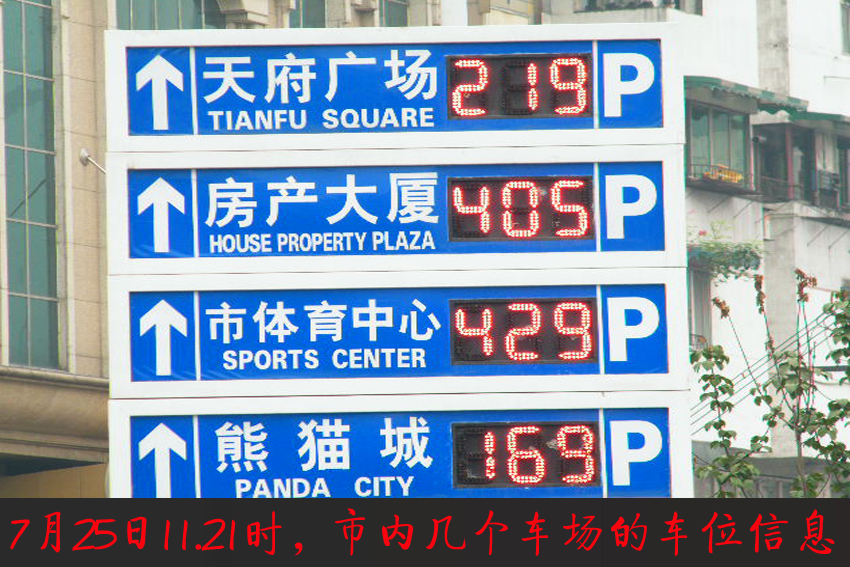 天府广场 219 P
TIANFU SQUARE
房产大厦 405 P
HOUSE PROPERTY PLAZA
市体育中心 429 P
SPORTS CENTER
熊猫城 169 P
PANDA CITY
7月25日11.21时，市内几个车场的车位信息